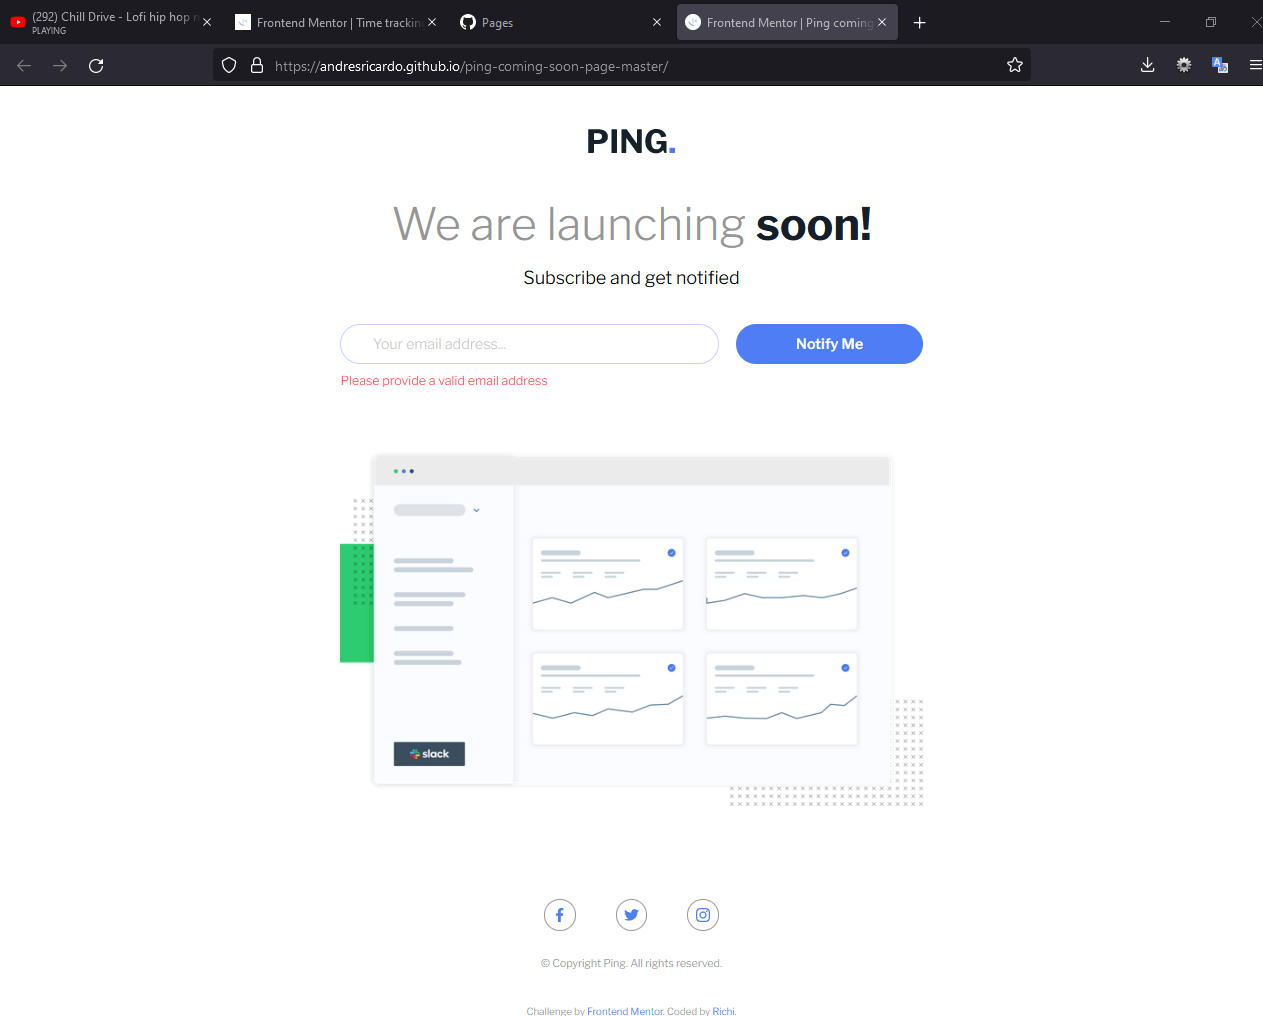 (292) Chill Drive - Lofi hip hop
PLAYING
Frontend Mentor | Time tracking
Pages
Frontend Mentor | Ping coming
https://andresricardo.github.io/ping-coming-soon-page-master/
PING.
We are launching soon!
Subscribe and get notified
Your email address...
Notify Me
Please provide a valid email address
slack
© Copyright Ping. All rights reserved.
Challenge by Frontend Mentor. Coded by Richi.